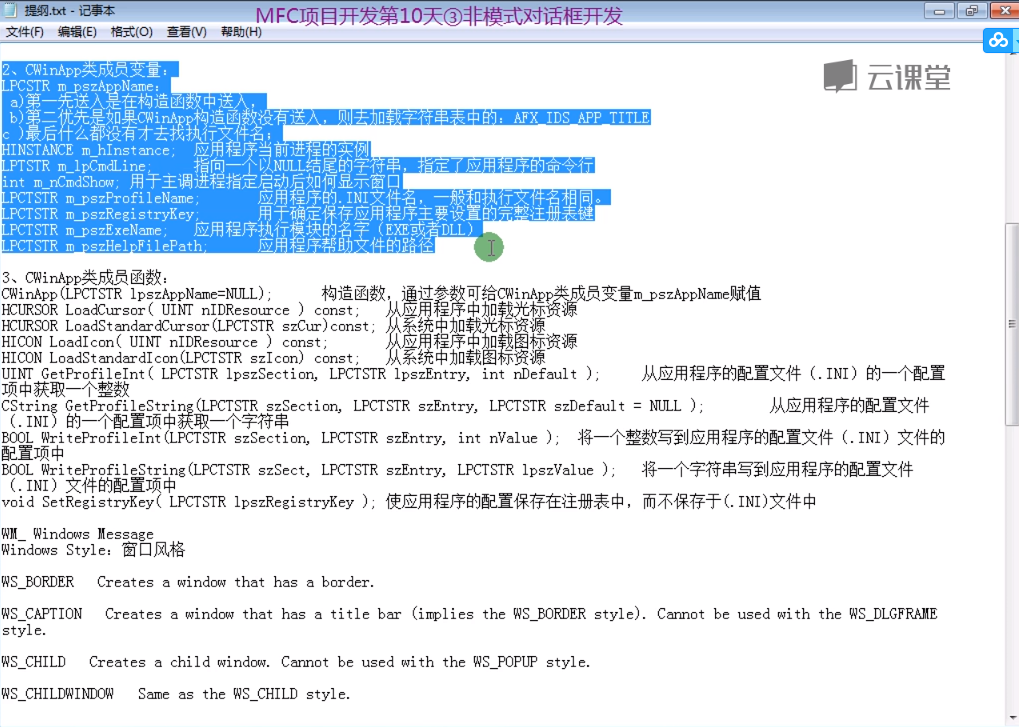 提纲.txt - 记事本
MFC项目开发第10天③非模式对话框开发
文件(F) 编辑(E) 格式(O) 查看(V) 帮助(H)
云课堂
2、CWinApp类成员变量：
LPCSTR m_pszAppName：
a)第一先送入是在构造函数中送入，
b)第二优先是如果CWinApp构造函数没有送入，则去加载字符串表中的：AFX_IDS_APP_TITLE
c )最后什么都没有才去找执行文件名；
HINSTANCE m_hInstance; 应用程序当前进程的实例
LPTSTR m_lpCmdLine; 指向一个以NULL结尾的字符串，指定了应用程序的命令行
int m_nCmdShow; 用于主调进程指定启动后如何显示窗口
LPCTSTR m_pszProfileName; 应用程序的.INI文件名，一般和执行文件名相同。
LPCTSTR m_pszRegistryKey; 用于确定保存应用程序主要设置的完整注册表键
LPCTSTR m_pszExeName; 应用程序执行模块的名字（EXE或者DLL）
LPCTSTR m_pszHelpFilePath; 应用程序帮助文件的路径
3、CWinApp类成员函数：
CWinApp(LPCTSTR lpszAppName=NULL); 构造函数，通过参数可给CWinApp类成员变量m_pszAppName赋值
HCURSOR LoadCursor( UINT nIDResource ) const; 从应用程序中加载光标资源
HCURSOR LoadStandardCursor(LPCTSTR szCur)const; 从系统中加载光标资源
HICON LoadIcon( UINT nIDResource ) const; 从应用程序中加载图标资源
HICON LoadStandardIcon(LPCTSTR szIcon) const; 从系统中加载图标资源
UINT GetProfileInt( LPCTSTR lpszSection, LPCTSTR lpszEntry, int nDefault ); 从应用程序的配置文件（.INI）的一个配置
项中获取一个整数
CString GetProfileString(LPCTSTR szSection, LPCTSTR szEntry, LPCTSTR szDefault = NULL ); 从应用程序的配置文件
（.INI）的一个配置项中获取一个字符串
BOOL WriteProfileInt(LPCTSTR szSection, LPCTSTR szEntry, int nValue ); 将一个整数写到应用程序的配置文件（.INI）文件的
配置项中
BOOL WriteProfileString(LPCTSTR szSect, LPCTSTR szEntry, LPCTSTR lpszValue ); 将一个字符串写到应用程序的配置文件
（.INI）文件的配置项中
void SetRegistryKey( LPCTSTR lpszRegistryKey ); 使应用程序的配置保存在注册表中，而不保存于(.INI)文件中
WM_ Windows Message
Windows Style：窗口风格
WS_BORDER Creates a window that has a border.
WS_CAPTION Creates a window that has a title bar (implies the WS_BORDER style). Cannot be used with the WS_DLGFRAME
style.
WS_CHILD Creates a child window. Cannot be used with the WS_POPUP style.
WS_CHILDWINDOW Same as the WS_CHILD style.